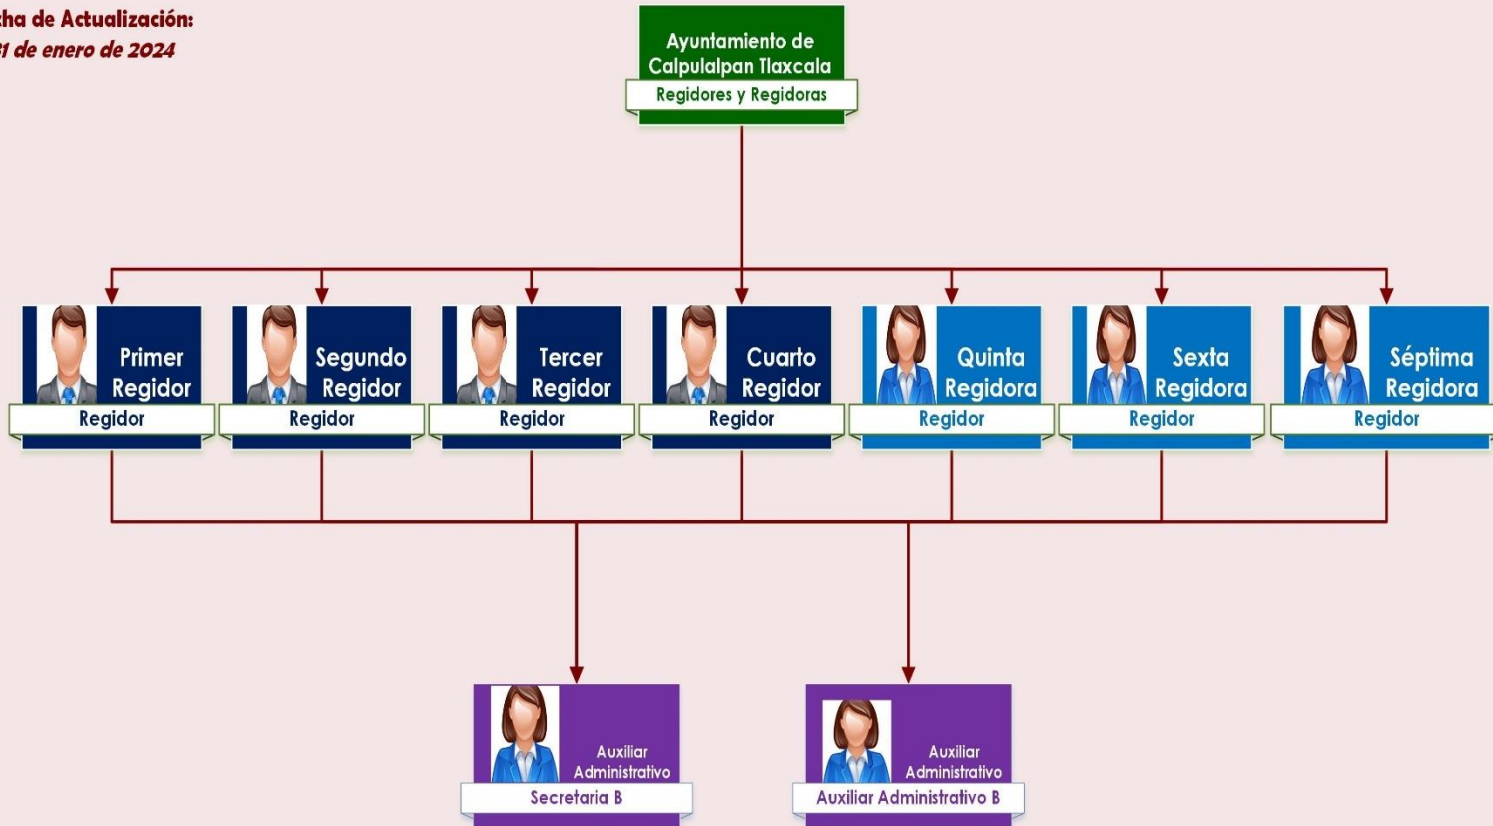 cha de Actualización:
31 de enero de 2024
Ayuntamiento de
Calpulalpan Tlaxcala
Regidores y Regidoras
Primer
Regidor
Regidor
Segundo
Regidor
Regidor
Tercer
Regidor
Regidor
Cuarto
Regidor
Regidor
Quinta
Regidora
Regidor
Sexta
Regidora
Regidor
Séptima
Regidora
Regidor
Auxiliar
Administrativo
Secretaria B
Auxiliar
Administrativo
Auxiliar Administrativo B